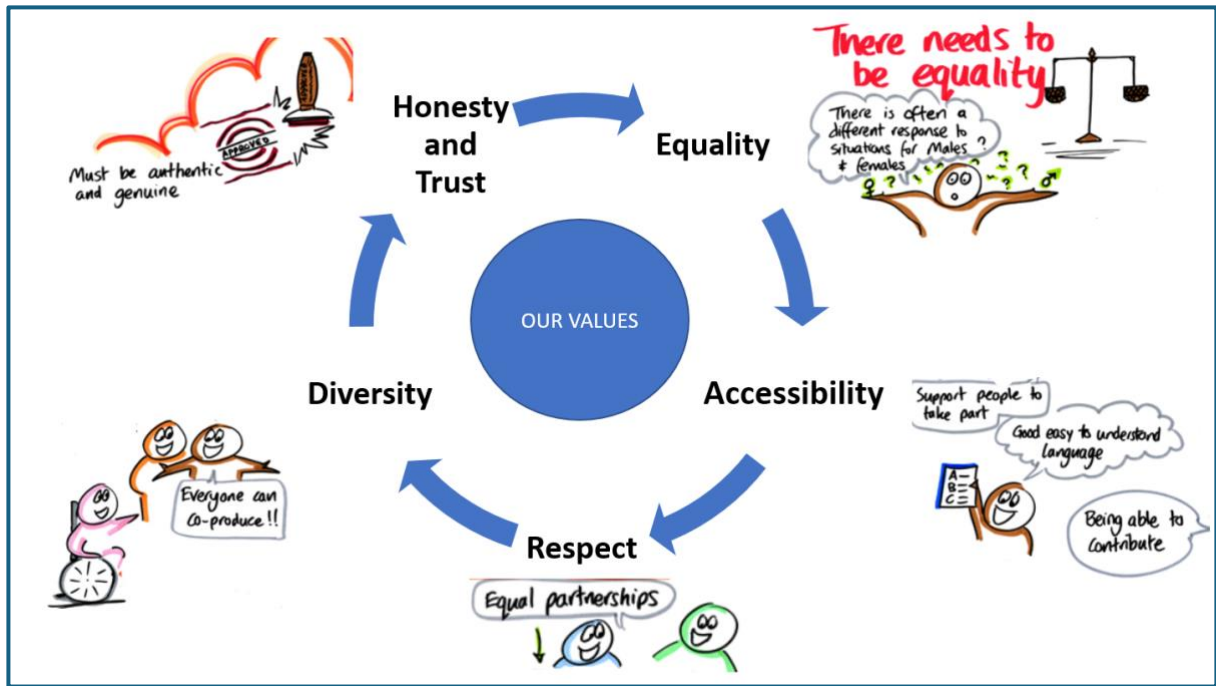 Honesty
and
Trust
Must be authentic
and genuine
APPROVED
Equality
There needs to
be equality
There is often a
different response to
situations for Males ?
& females
OUR VALUES
Diversity
Everyone can
Co-produce!!
Accessibility
Support people to
take part
Good easy to understand
language
A
B
C
Being able to
Contribute
Respect
Equal partnerships